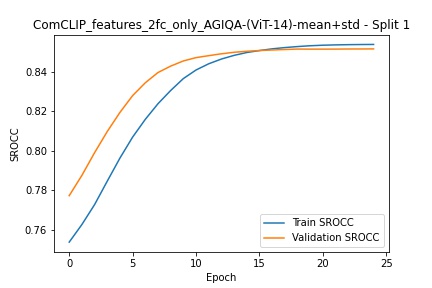 ComCLIP_features_2fc_only_AGIQA-(ViT-14)-mean+std - Split 1
0.84
0.82
0.80
0.78
0.76
SROCC
Train SROCC
Validation SROCC
0 5 10 15 20 25
Epoch